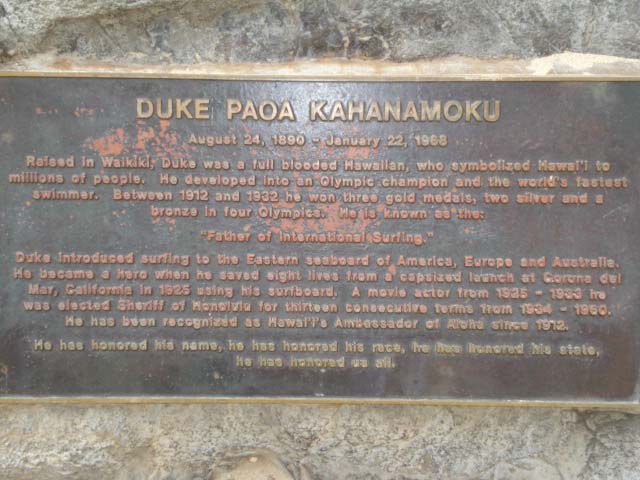 DUKE PAOA KAHANAMOKU
August 24, 1890 - January 22, 1968
Raised in Waikiki, Duke was a full blooded Hawaiian, who symbolized Hawai'i to
millions of people. He developed into an Olympic champion and the world's fastest
swimmer. Between 1912 and 1932 he won three gold medals, two silver and a
bronze in four Olympics. He is known as the:
"Father of International Surfing."
Duke introduced surfing to the Eastern seaboard of America, Europe and Australia.
He became a hero when he saved eight lives from a capsized launch at Corona del
Mar, California in 1925 using his surfboard. A movie actor from 1925 - 1933 he
was elected Sheriff of Honolulu for thirteen consecutive terms from 1934 - 1960.
He has been recognized as Hawai'i's Ambassador of Aloha since 1912.
He has honored his name, he has honored his race, he has honored his state,
he has honored us all.